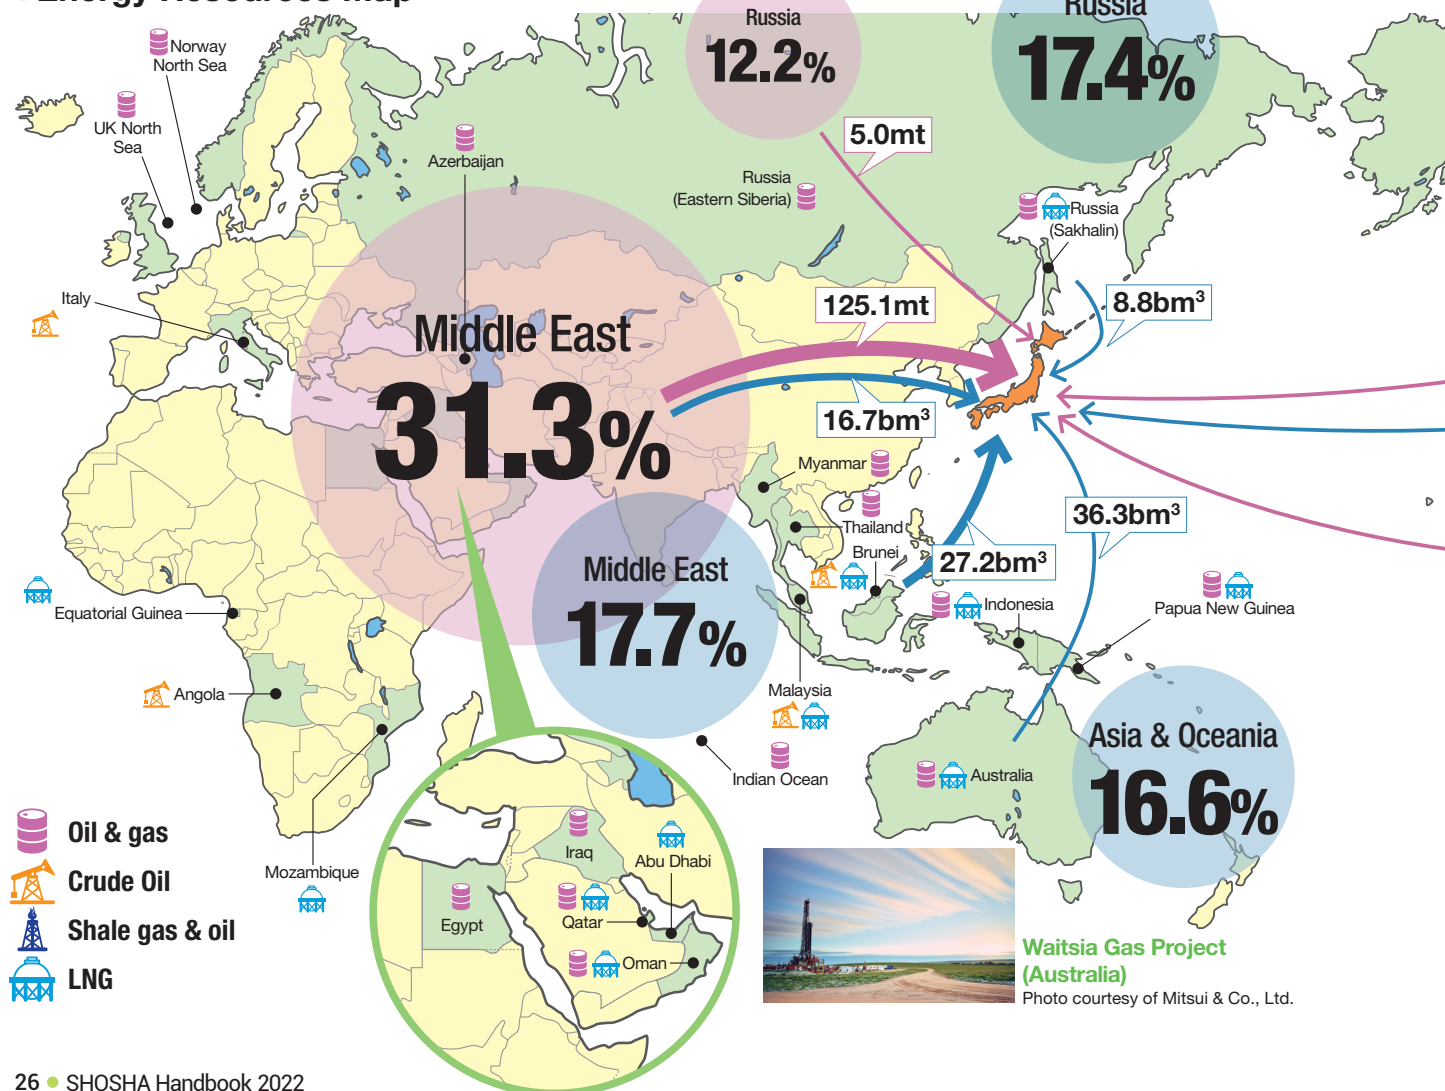 Energy Resources Map
Russia
12.2%
Russia
17.4%
Norway
North Sea
UK North
Sea
Azerbaijan
5.0mt
Russia
(Eastern Siberia)
Russia
(Sakhalin)
Italy
Middle East
31.3%
125.1mt
8.8bm³
16.7bm³
Myanmar
Thailand
Brunei
36.3bm³
27.2bm³
Middle East
17.7%
Indonesia
Papua New Guinea
Equatorial Guinea
Angola
Malaysia
Indian Ocean
Australia
Asia & Oceania
16.6%
Oil & gas
Crude Oil
Shale gas & oil
LNG
Mozambique
Iraq
Abu Dhabi
Egypt
Qatar
Oman
Waitsia Gas Project
(Australia)
Photo courtesy of Mitsui & Co., Ltd.
26 ● SHOSHA Handbook 2022